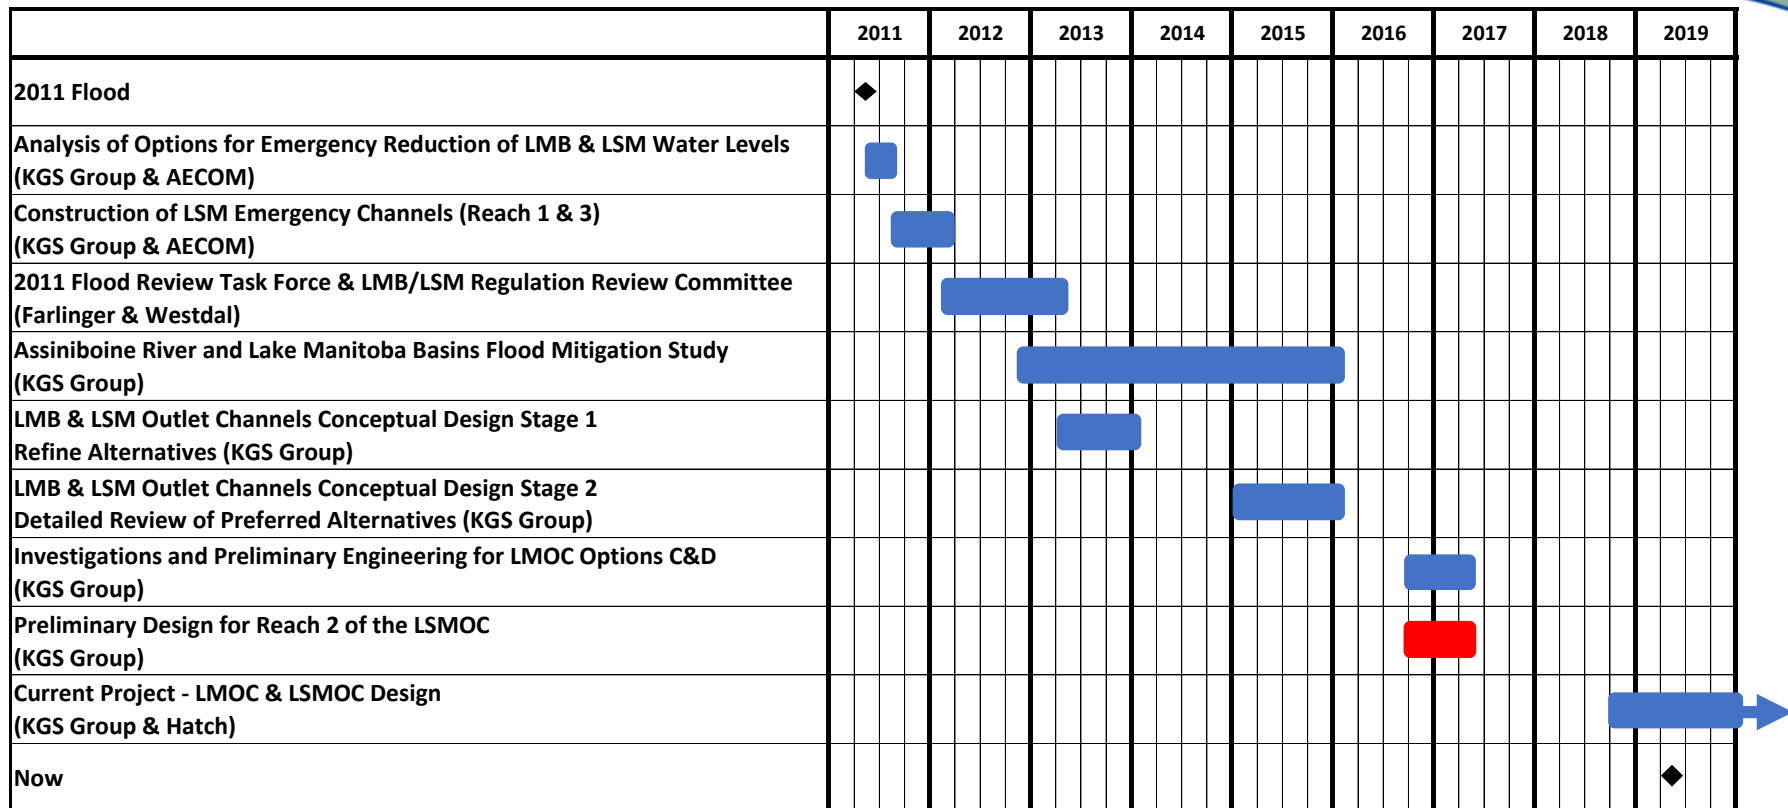 2011 2012 2013 2014 2015 2016 2017 2018 2019
2011 Flood
Analysis of Options for Emergency Reduction of LMB & LSM Water Levels
(KGS Group & AECOM)
Construction of LSM Emergency Channels (Reach 1 & 3)
(KGS Group & AECOM)
2011 Flood Review Task Force & LMB/LSM Regulation Review Committee
(Farlinger & Westdal)
Assiniboine River and Lake Manitoba Basins Flood Mitigation Study
(KGS Group)
LMB & LSM Outlet Channels Conceptual Design Stage 1
Refine Alternatives (KGS Group)
LMB & LSM Outlet Channels Conceptual Design Stage 2
Detailed Review of Preferred Alternatives (KGS Group)
Investigations and Preliminary Engineering for LMOC Options C&D
(KGS Group)
Preliminary Design for Reach 2 of the LSMOC
(KGS Group)
Current Project - LMOC & LSMOC Design
(KGS Group & Hatch)
Now